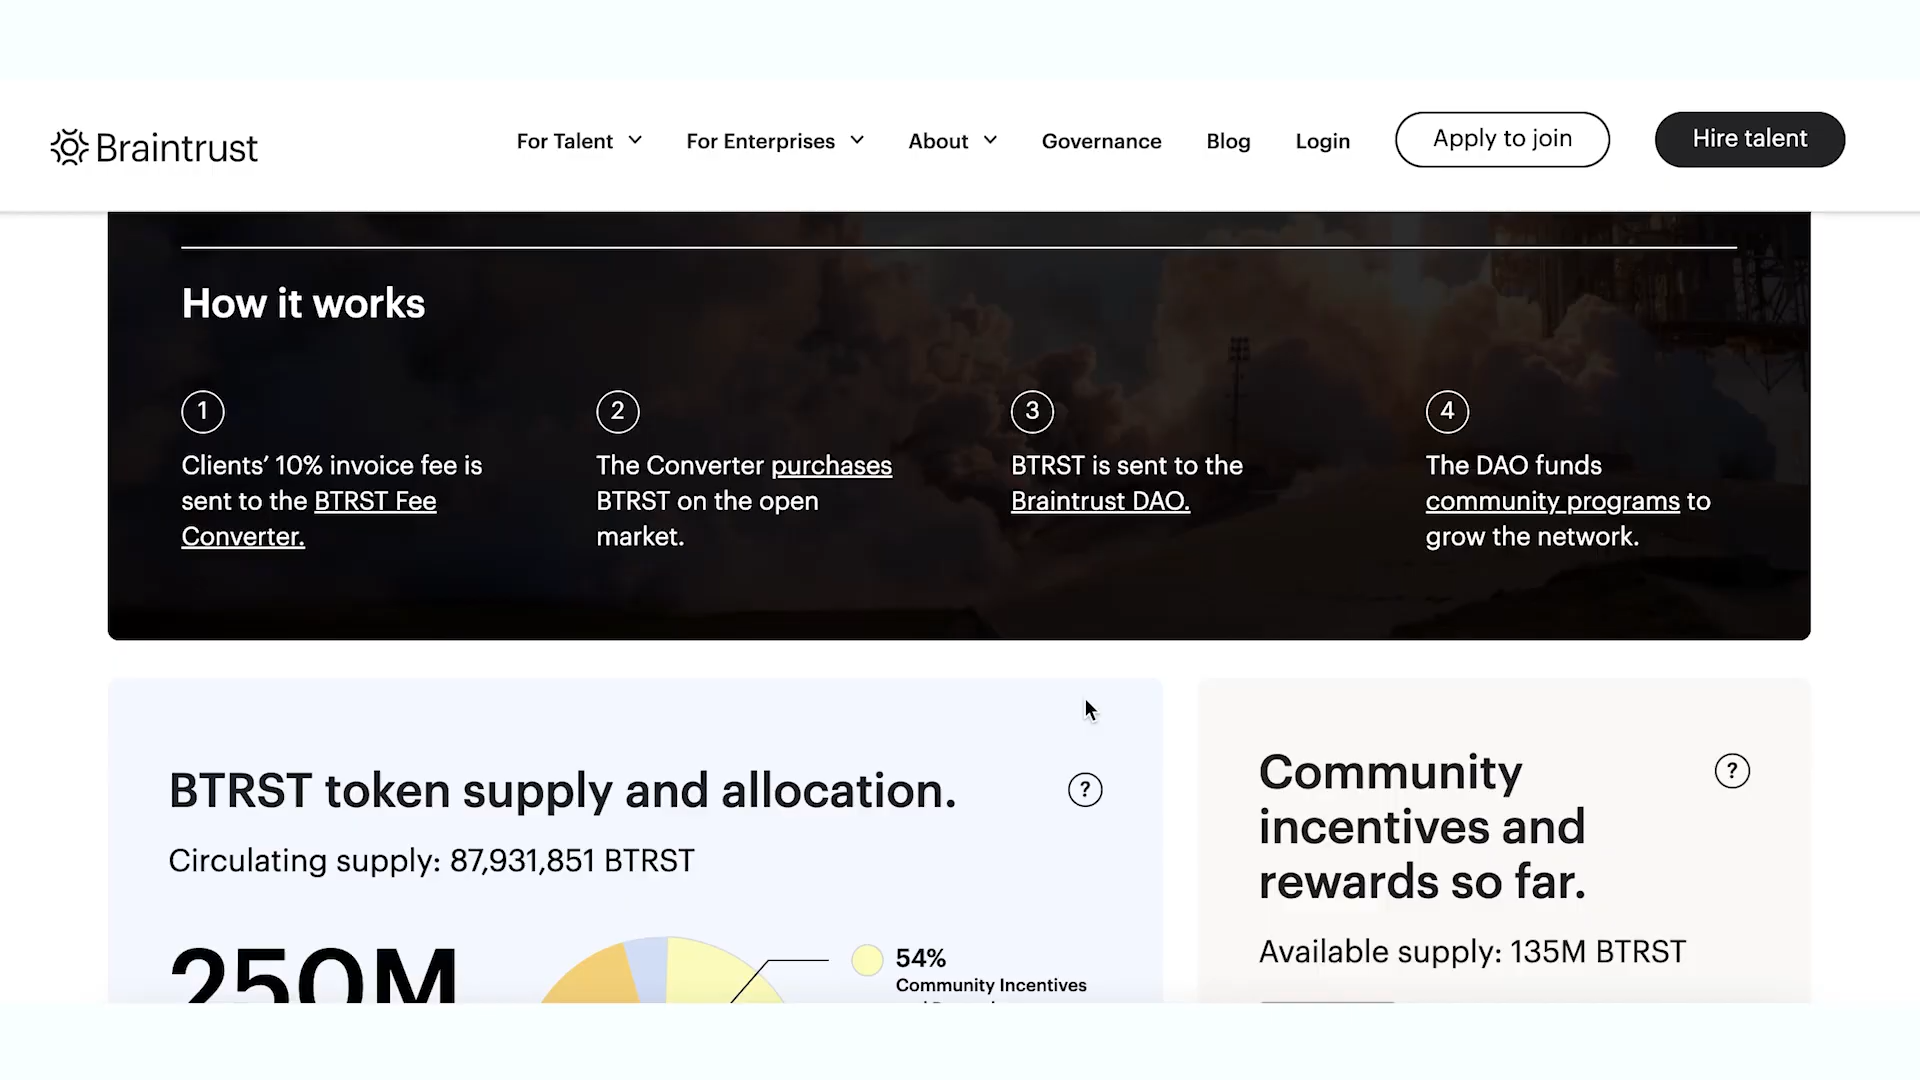 Braintrust
For Talent
For Enterprises
About
Governance
Blog
Login
Apply to join
Hire talent
How it works
1
Clients’ 10% invoice fee is
sent to the BTRST Fee
Converter.
2
The Converter purchases
BTRST on the open
market.
3
BTRST is sent to the
Braintrust DAO.
4
The DAO funds
community programs to
grow the network.
BTRST token supply and allocation.
?
Circulating supply: 87,931,851 BTRST
250M
54%
Community Incentives
Community
incentives and
rewards so far.
?
Available supply: 135M BTRST